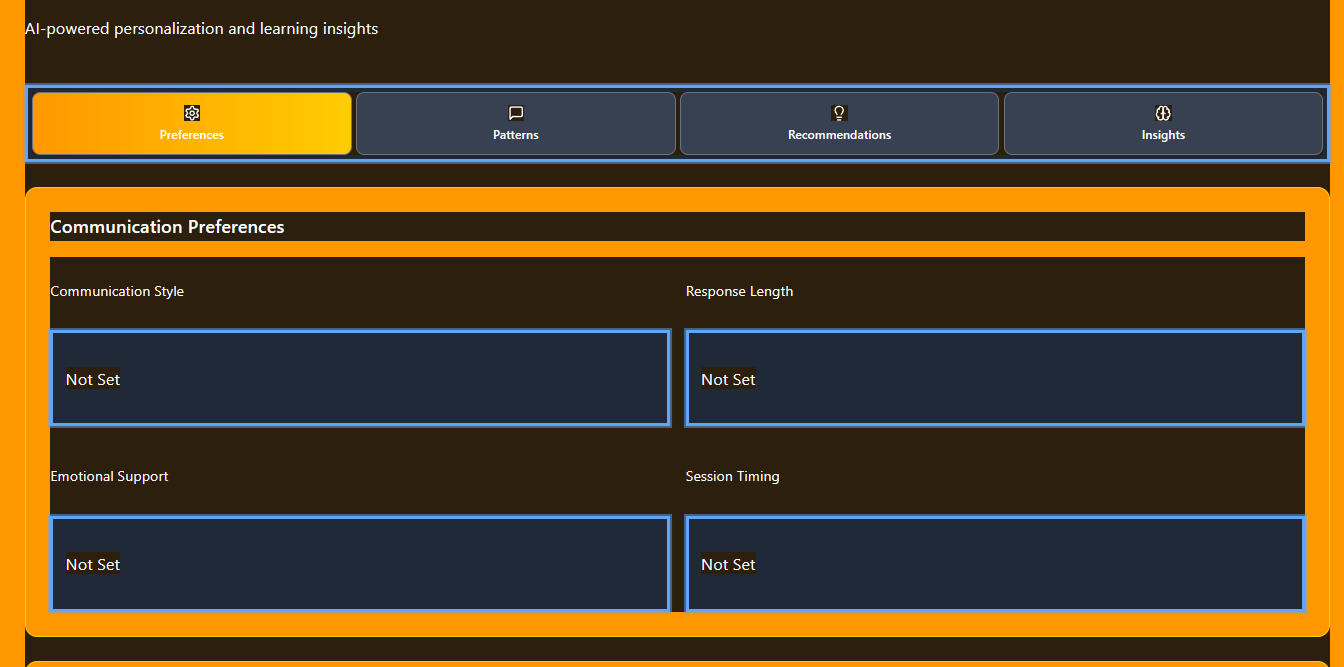 AI-powered personalization and learning insights
Preferences
Patterns
Recommendations
Insights
Communication Preferences
Communication Style
Response Length
Not Set
Not Set
Emotional Support
Session Timing
Not Set
Not Set